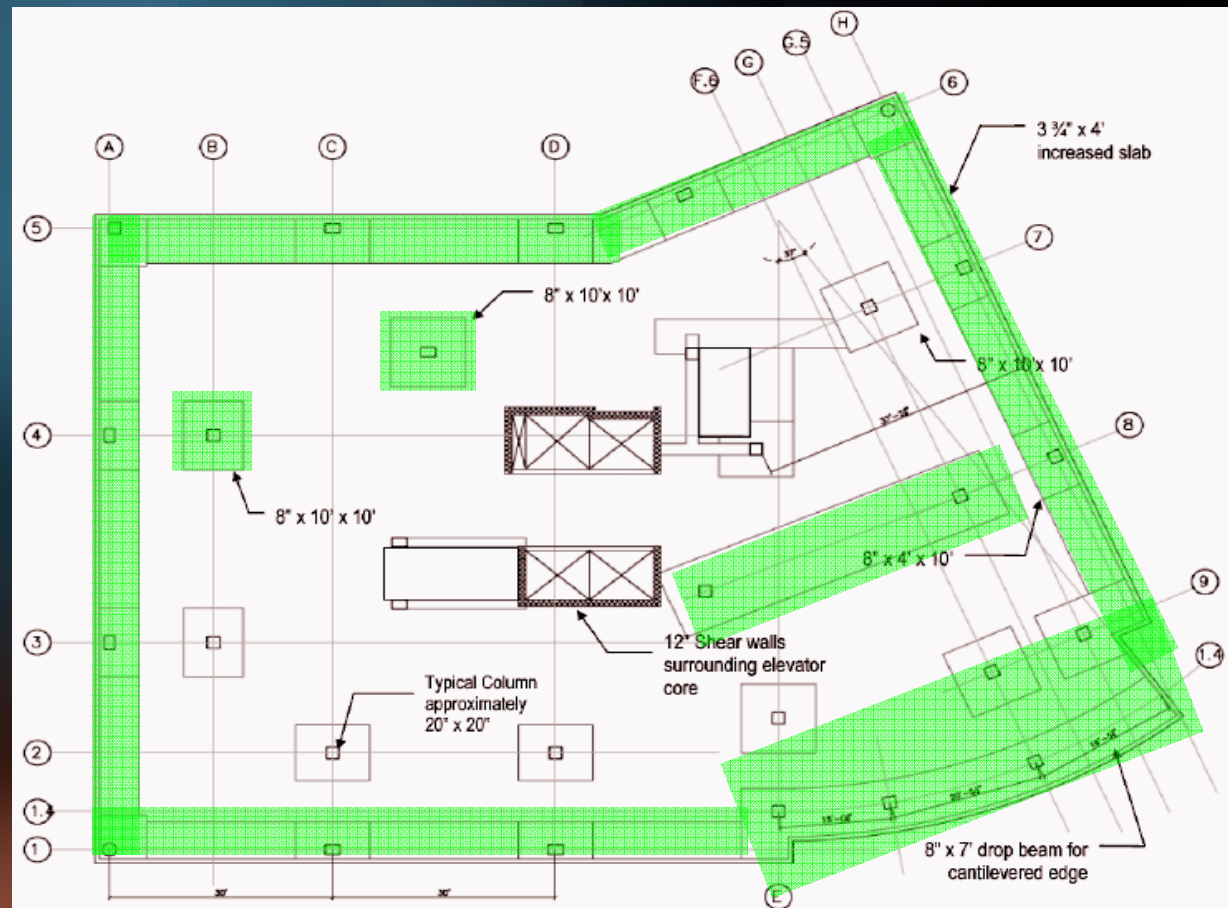 H
G.5
G
F.6
6
3 ¾" x 4'
increased slab
A
B
C
D
5
7
8" x 10'x 10'
8" x 10'x 10'
4
8
8" x 10' x 10'
8" x 4' x 10'
9
3
12" Shear walls
surrounding elevator
core
1.4
Typical Column
approximately
20" x 20"
2
1.4
1
8" x 7' drop beam for
cantilevered edge
30'
30'
E